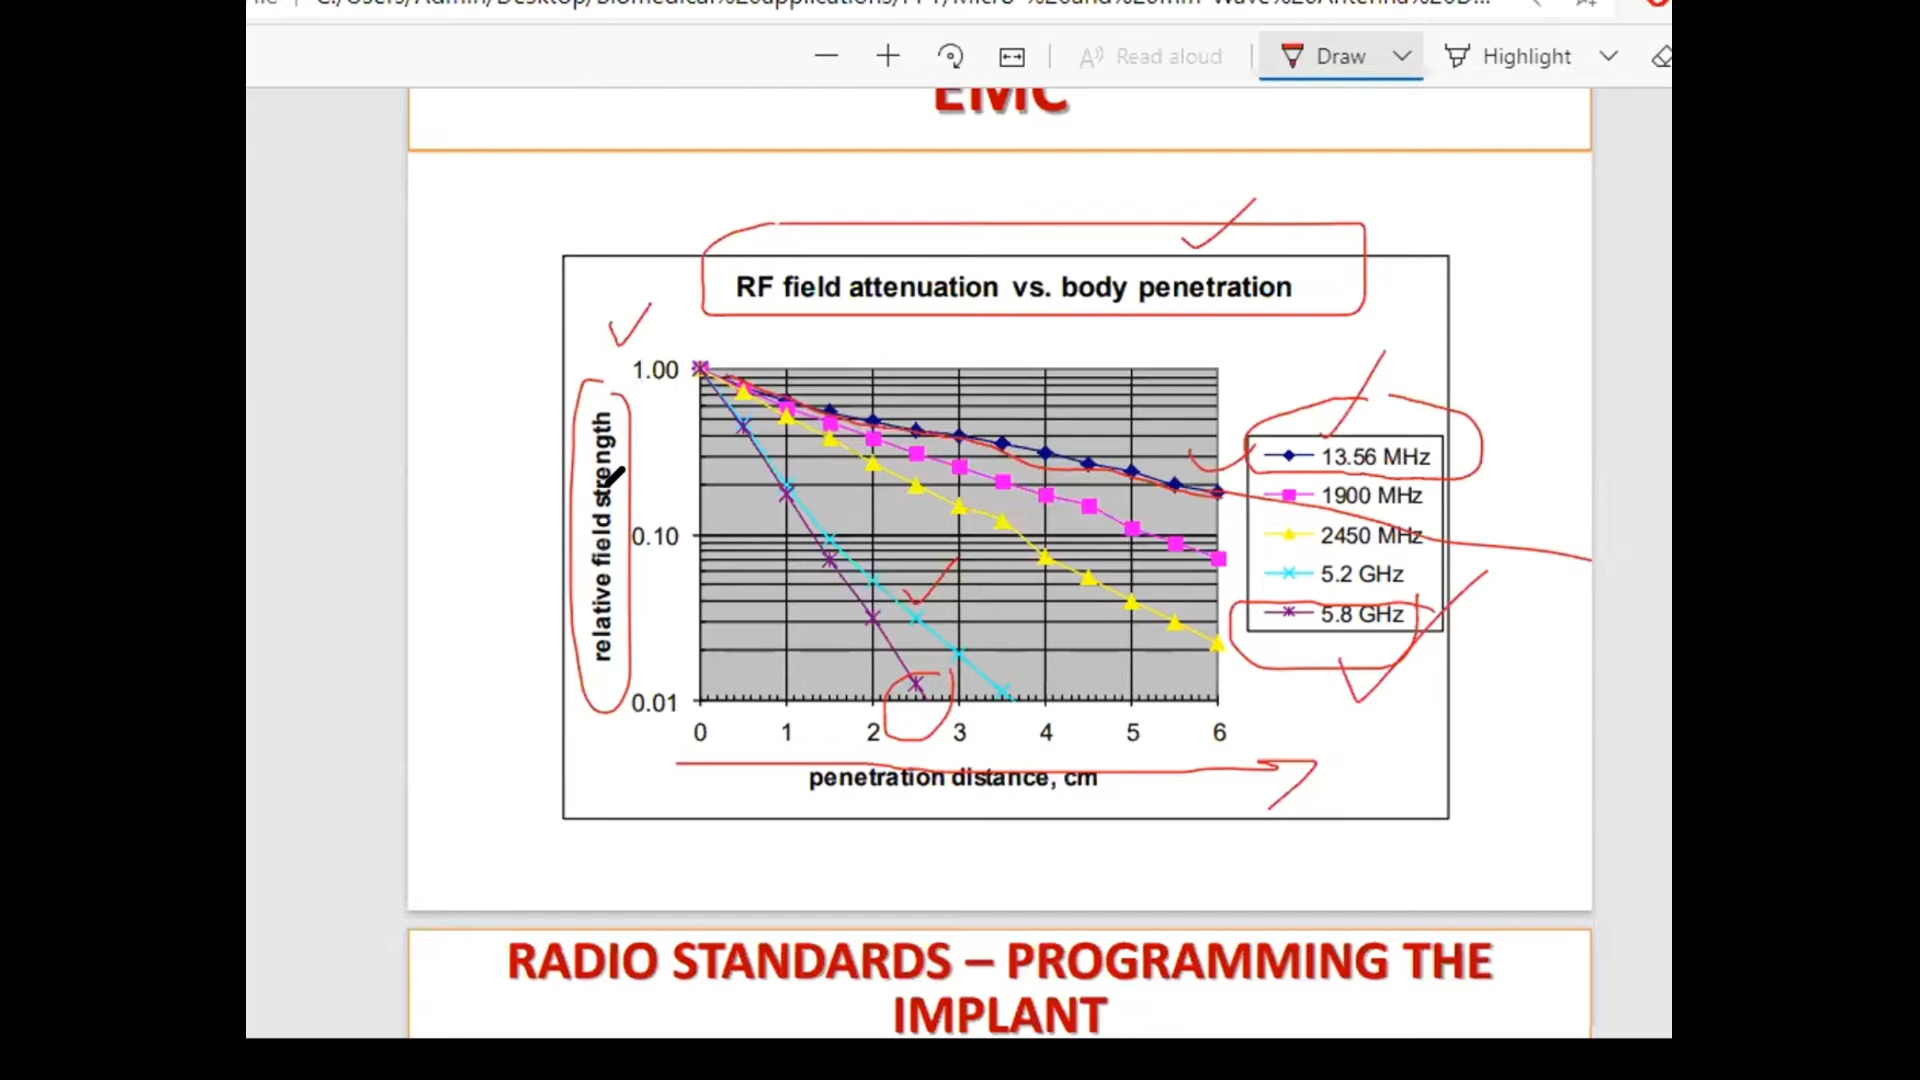 Read aloud
Draw
Highlight
EMC
RF field attenuation vs. body penetration
relative field strength
1.00
0.10
0.01
0 1 2 3 4 5 6
penetration distance, cm
13.56 MHz
1900 MHz
2450 MHz
5.2 GHz
5.8 GHz
RADIO STANDARDS – PROGRAMMING THE
IMPLANT